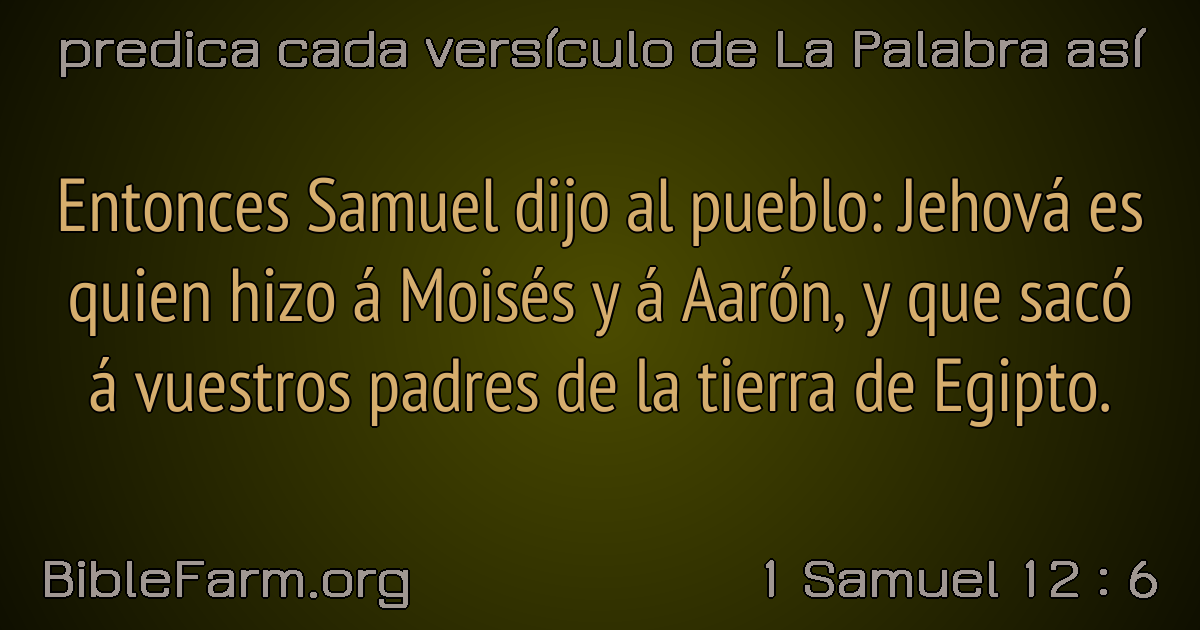 predica cada versículo de La Palabra así
Entonces Samuel dijo al pueblo: Jehová es
quien hizo á Moisés y á Aarón, y que sacó
á vuestros padres de la tierra de Egipto.
BibleFarm.org
1 Samuel 12 : 6